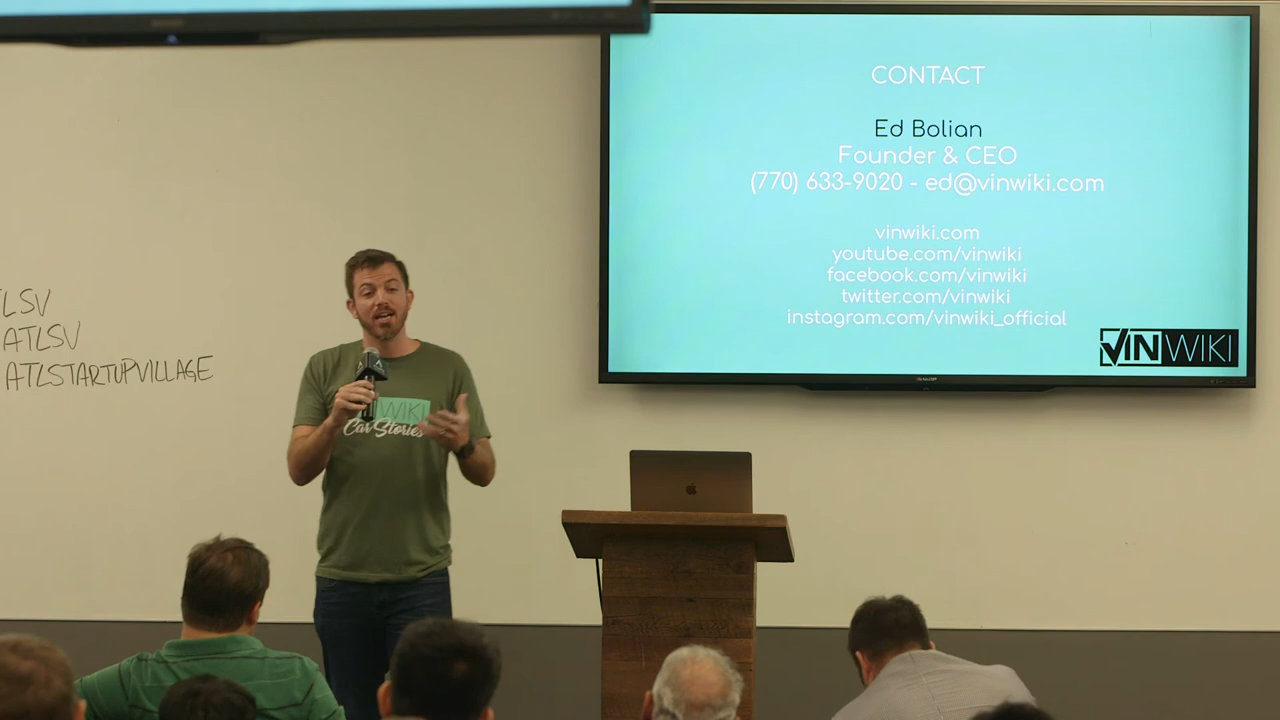 CONTACT
Ed Bolian
Founder & CEO
(770) 633-9020 - ed@vinwiki.com
vinwiki.com
youtube.com/vinwiki
facebook.com/vinwiki
twitter.com/vinwiki
instagram.com/vinwiki_official
VINWIKI
LSV
ATLSV
ATLSTARTUPVILLAGE
WIKI
Car Stories